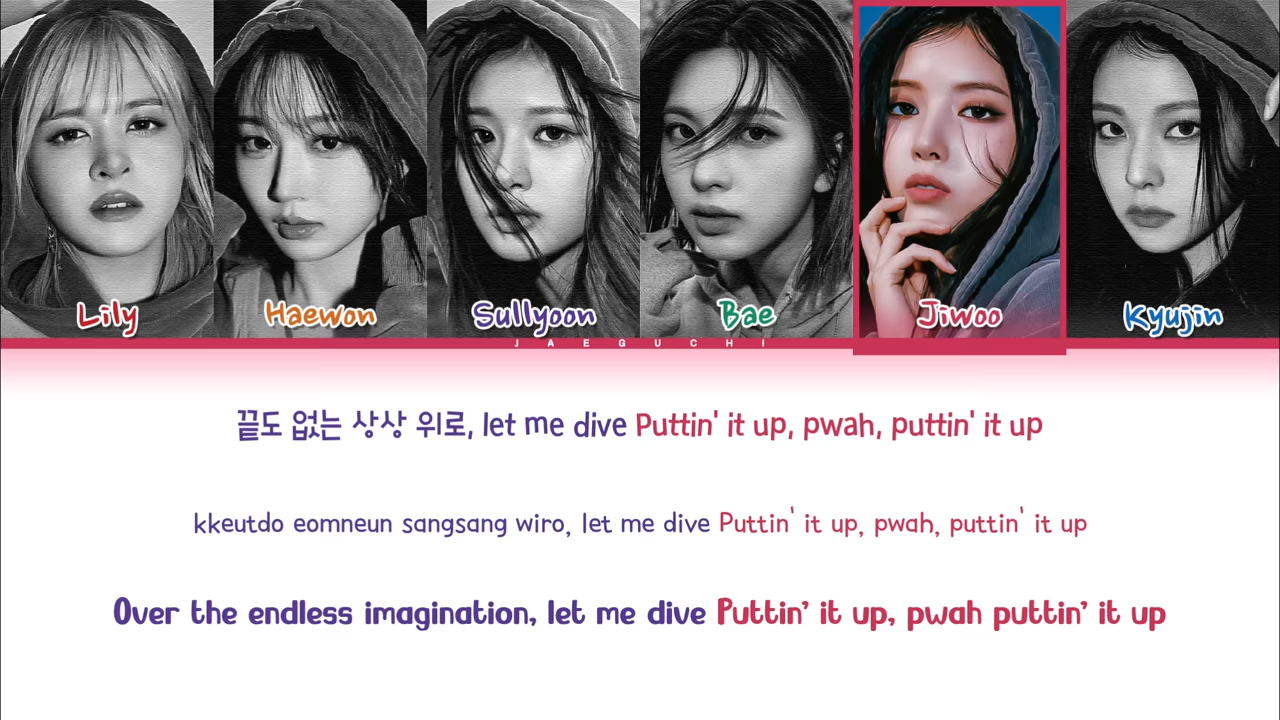 Lily Haewon Sullyoon Bae Jiwoo Kyujin
JAEGUCHI
끝도 없는 상상 위로, let me dive Puttin' it up, pwah, puttin' it up
kkeutdo eomneun sangsang wiro, let me dive Puttin' it up, pwah, puttin' it up
Over the endless imagination, let me dive Puttin' it up, pwah puttin' it up